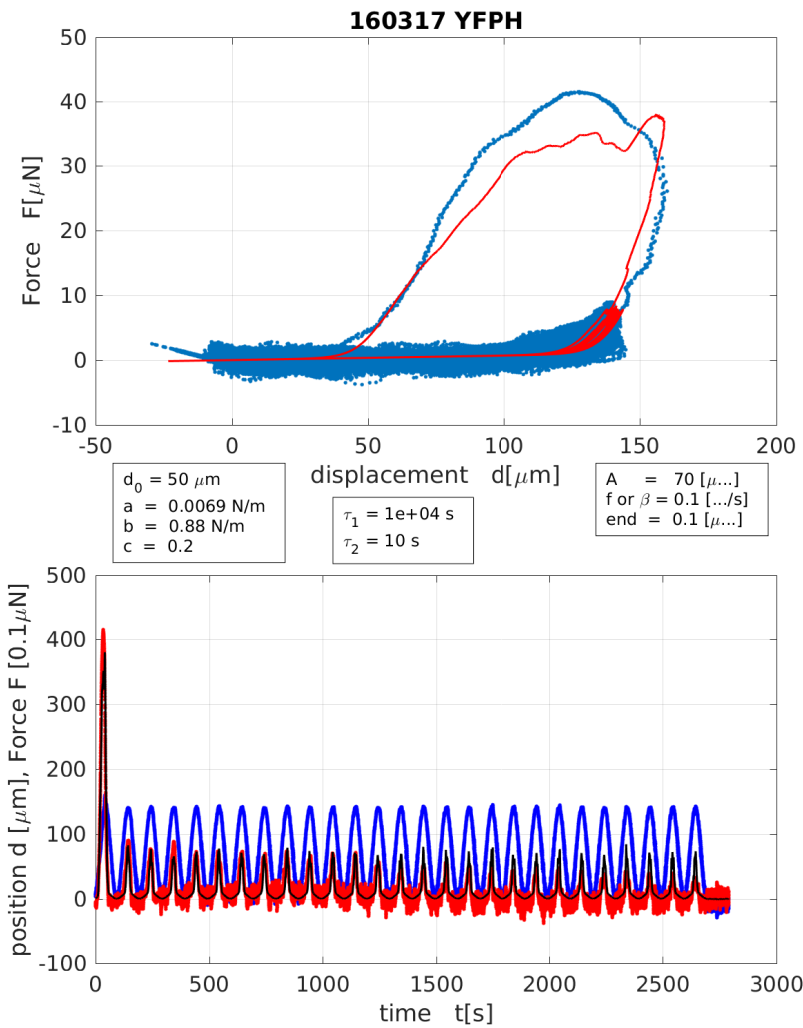 160317 YFPH
50
40
30
20
10
0
-10
Force F[μN]
-50 0 50 100 150 200
displacement d[μm]
d0 = 50 μm
a = 0.0069 N/m
b = 0.88 N/m
c = 0.2
τ1 = 1e+04 s
τ2 = 10 s
A = 70 [μ...]
f or β = 0.1 [.../s]
end = 0.1 [μ...]
500
400
300
200
100
0
-100
position d [μm], Force F [0.1μN]
0 500 1000 1500 2000 2500 3000
time t[s]